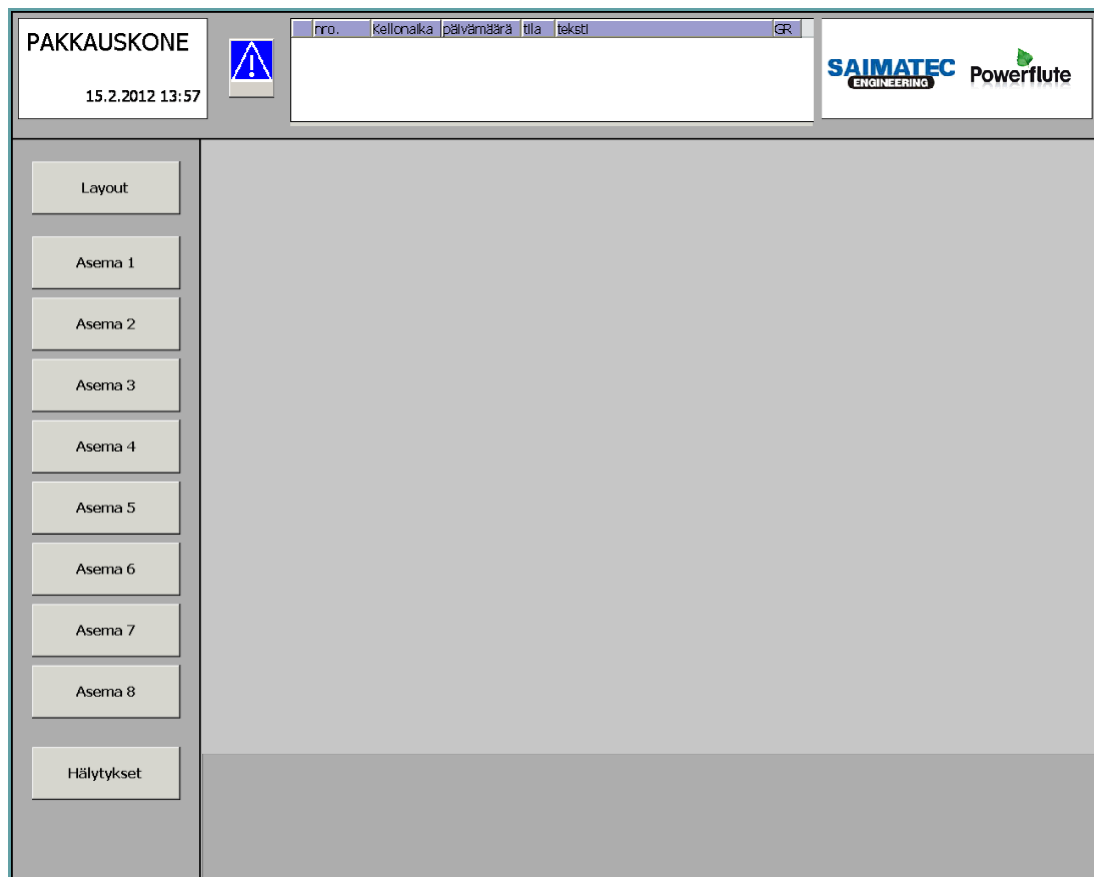 PAKKAUSKONE
15.2.2012 13:57
nro. Kellonaika päivämäärä tila teksti GR
SAIMATEC
ENGINEERING
Powerflute
Layout
Asema 1
Asema 2
Asema 3
Asema 4
Asema 5
Asema 6
Asema 7
Asema 8
Hälytykset